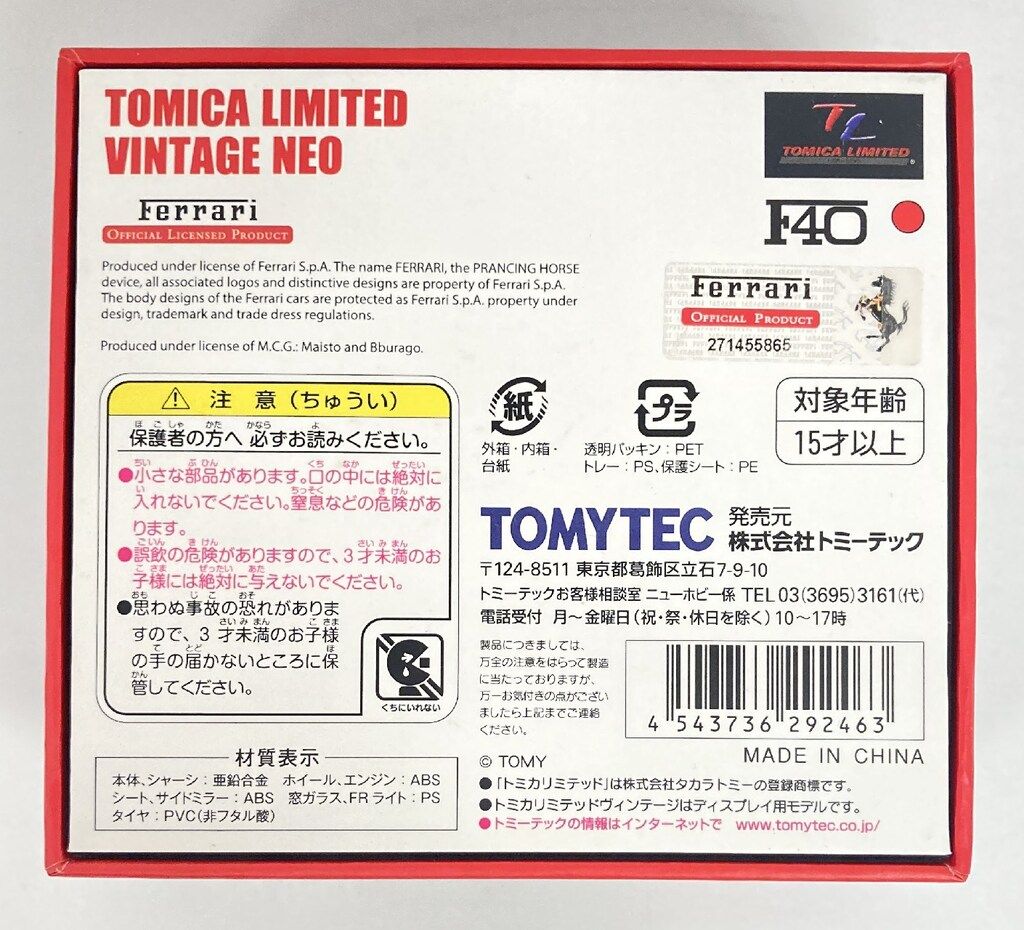 TOMICA LIMITED
VINTAGE NEO
TL
TOMICA LIMITED
Ferrari
OFFICIAL LICENSED PRODUCT
F40
Produced under license of Ferrari S.p.A. The name FERRARI, the PRANCING HORSE
device, all associated logos and distinctive designs are property of Ferrari S.p.A.
The body designs of the Ferrari cars are protected as Ferrari S.p.A. property under
design, trademark and trade dress regulations.
Produced under license of M.C.G.: Maisto and Bburago.
Ferrari
OFFICIAL PRODUCT
271455865
⚠ 注 意（ちゅうい）
保護者の方へ 必ずお読みください。
●小さな部品があります。口の中には絶対に
入れないでください。窒息などの危険があ
ります。
●誤飲の危険がありますので、3才未満のお
子様には絶対に与えないでください。
●思わぬ事故の恐れがありま
すので、3才未満のお子様
の手の届かないところに保
管してください。
くちにいれない
紙
外箱・内箱・
台紙
プラ
透明パッキン：PET
トレー：PS、保護シート：PE
対象年齢
15才以上
TOMYTEC 発売元
株式会社トミーテック
〒124-8511 東京都葛飾区立石7-9-10
トミーテックお客様相談室 ニューホビー係 TEL 03(3695)3161(代)
電話受付 月～金曜日（祝・祭・休日を除く）10～17時
製品につきましては、
万全の注意をはらって製造
に当たっておりますが、
万一お気付きの点がござい
ましたら上記までご連絡
ください。
4 543736 292463
MADE IN CHINA
材質表示
本体、シャーシ：亜鉛合金 ホイール、エンジン：ABS
シート、サイドミラー：ABS 窓ガラス、FRライト：PS
タイヤ：PVC(非フタル酸)
© TOMY
●「トミカリミテッド」は株式会社タカラトミーの登録商標です。
●トミカリミテッドヴィンテージはディスプレイ用モデルです。
●トミーテックの情報はインターネットで www.tomytec.co.jp/